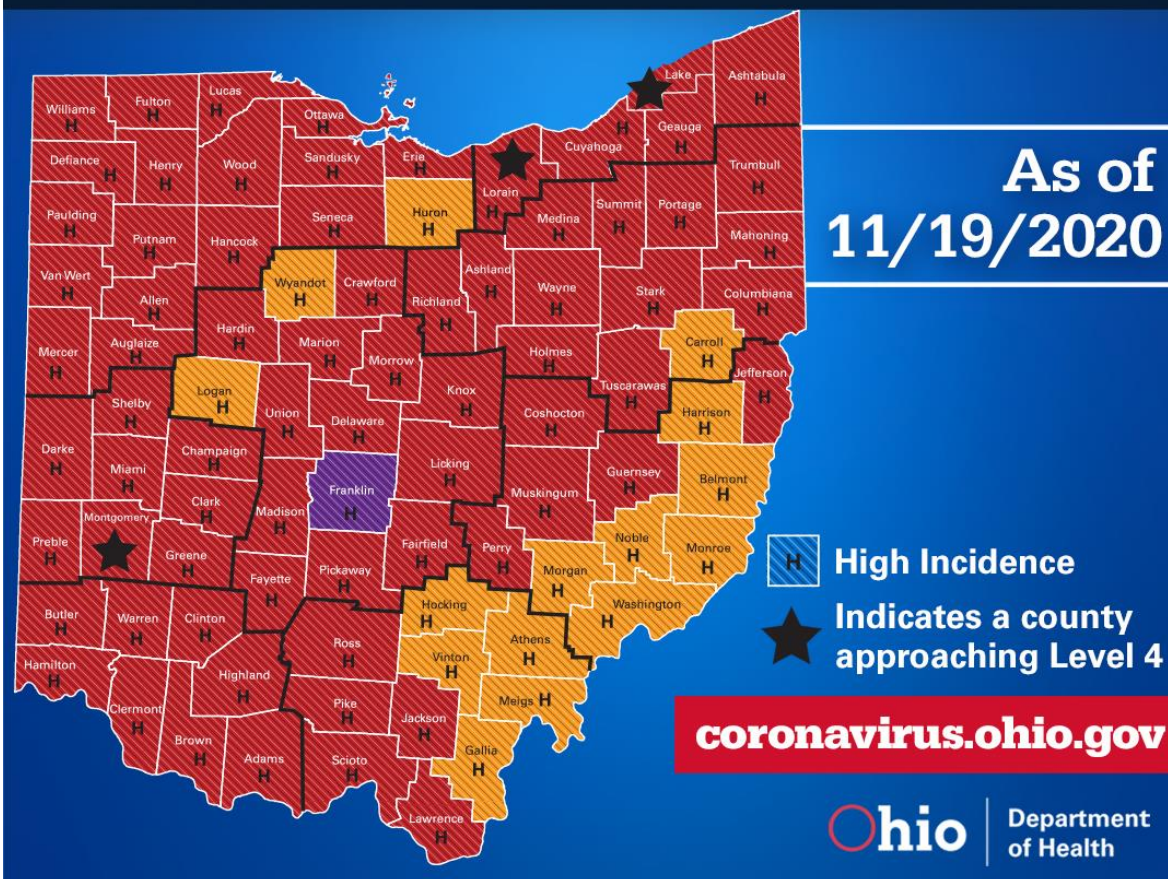 Williams
H
Fulton
H
Lucas
H
Ottawa
H
Lake
Ashtabula
H
Defiance
H
Henry
H
Wood
H
Sandusky
H
Erie
H
Cuyahoga
H
Geauga
H
Trumbull
H
Paulding
H
Putnam
H
Hancock
H
Seneca
H
Huron
H
Lorain
H
Medina
H
Summit
H
Portage
H
Mahoning
H
Van Wert
H
Allen
H
Wyandot
H
Crawford
H
Richland
H
Ashland
H
Wayne
H
Stark
H
Columbiana
H
Mercer
H
Auglaize
H
Hardin
H
Marion
H
Morrow
H
Holmes
H
Tuscarawas
H
Carroll
H
Jefferson
H
Logan
H
Shelby
H
Union
H
Delaware
H
Knox
H
Coshocton
H
Harrison
H
Darke
H
Miami
H
Champaign
H
Clark
H
Madison
H
Franklin
H
Licking
H
Muskingum
H
Guernsey
H
Belmont
H
Preble
H
Montgomery
Greene
H
Fayette
H
Pickaway
H
Fairfield
H
Perry
H
Morgan
H
Noble
H
Monroe
H
Butler
H
Warren
H
Clinton
H
Ross
H
Hocking
H
Athens
H
Washington
H
Hamilton
H
Clermont
H
Highland
H
Pike
H
Vinton
H
Meigs H
Brown
H
Adams
H
Scioto
H
Jackson
H
Gallia
H
Lawrence
H
As of
11/19/2020
H High Incidence
Indicates a county
approaching Level 4
coronavirus.ohio.gov
Ohio
Department
of Health